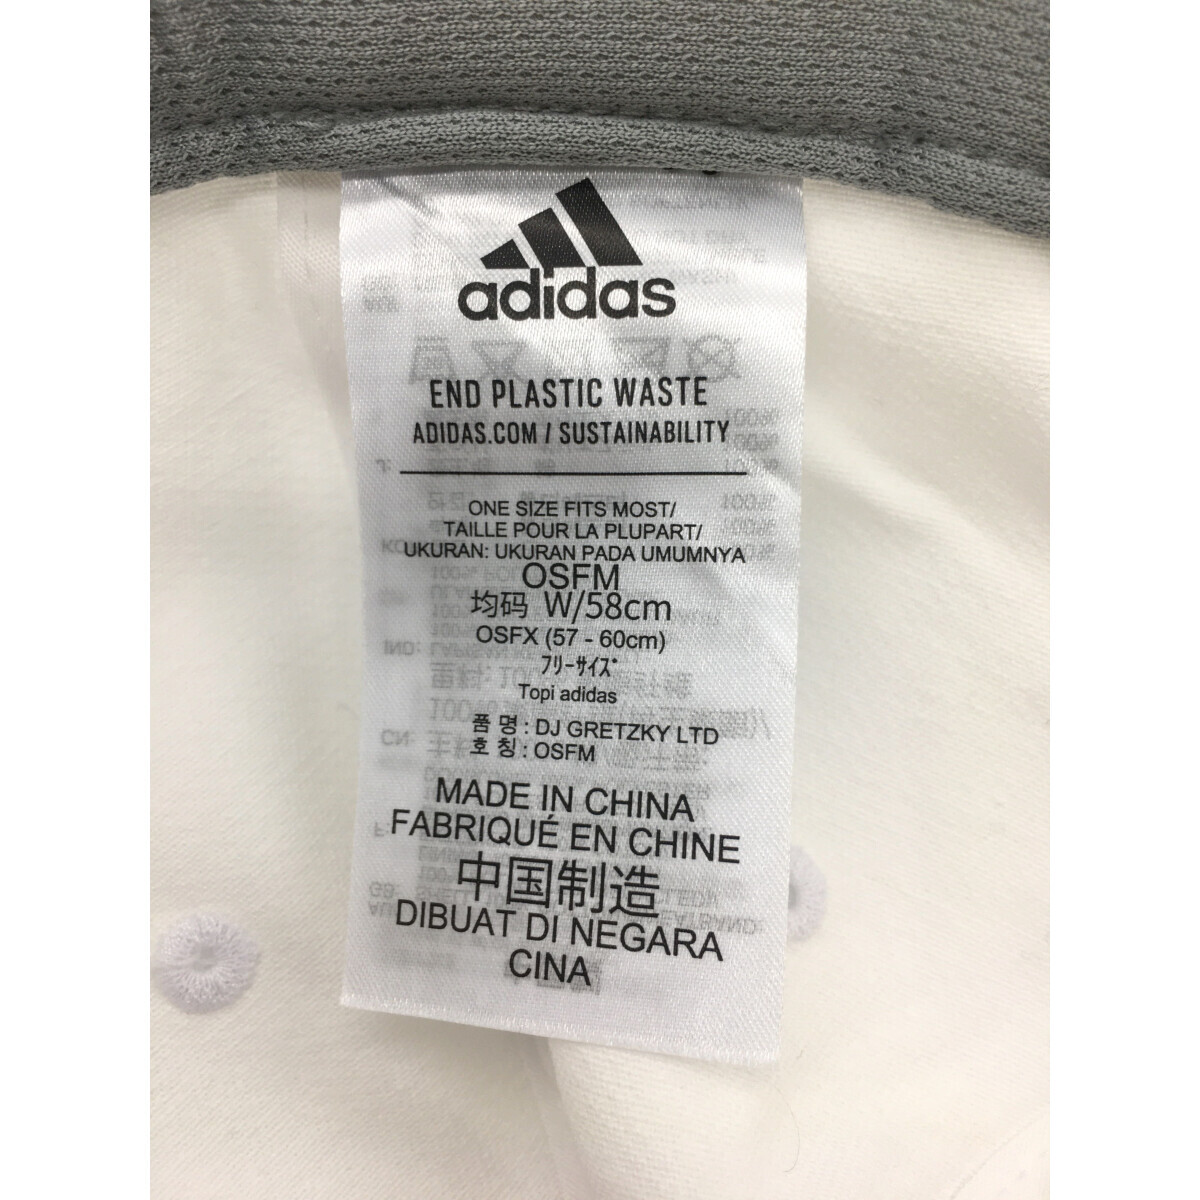 adidas
END PLASTIC WASTE
ADIDAS.COM / SUSTAINABILITY
ONE SIZE FITS MOST/
TAILLE POUR LA PLUPART/
UKURAN: UKURAN PADA UMUMNYA
OSFM
均码 W/58cm
OSFX (57 - 60cm)
ﾌﾘｰｻｲｽﾞ
Topi adidas
품 명 : DJ GRETZKY LTD
호 칭 : OSFM
MADE IN CHINA
FABRIQUÉ EN CHINE
中国制造
DIBUAT DI NEGARA
CINA